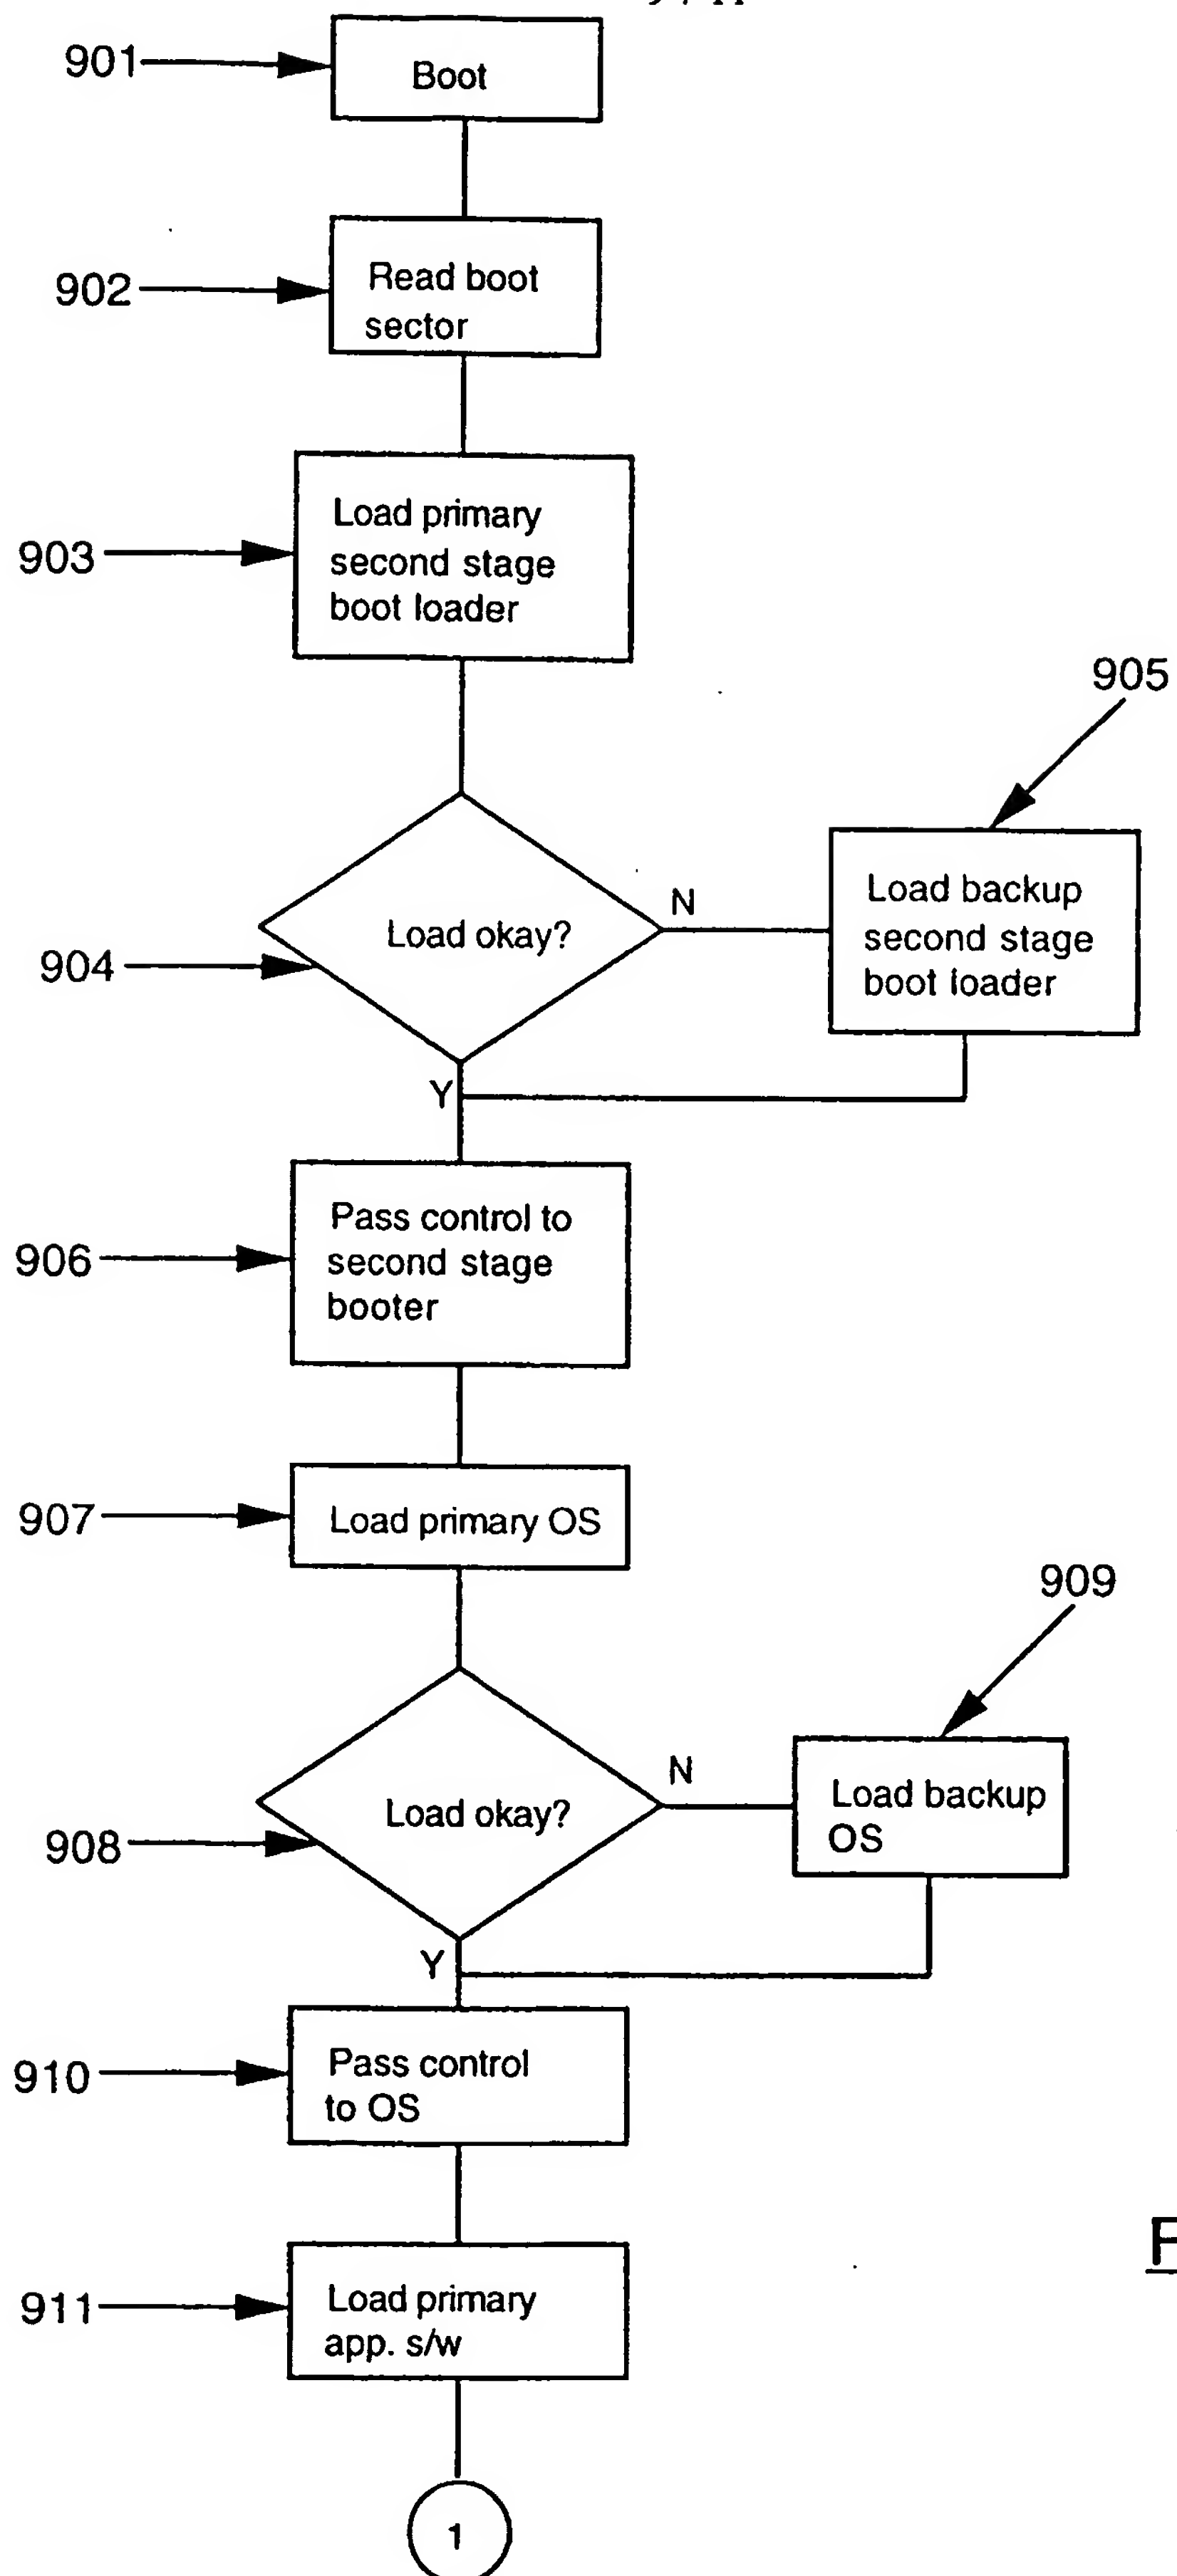 901
Boot
902
Read boot
sector
903
Load primary
second stage
boot loader
905
904
Load okay?
N
Load backup
second stage
boot loader
Y
906
Pass control to
second stage
booter
907
Load primary OS
909
908
Load okay?
N
Load backup
OS
Y
910
Pass control
to OS
911
Load primary
app. s/w
1